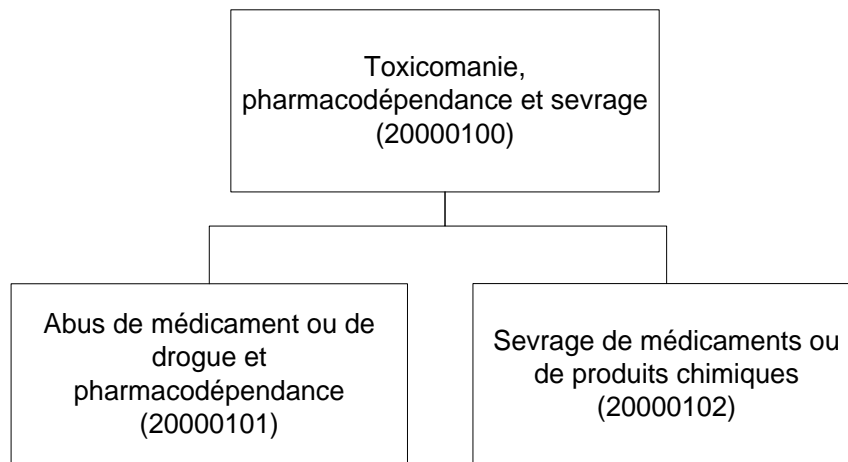 Toxicomanie,
pharmacodépendance et sevrage
(20000100)
Abus de médicament ou de
drogue et
pharmacodépendance
(20000101)
Sevrage de médicaments ou
de produits chimiques
(20000102)